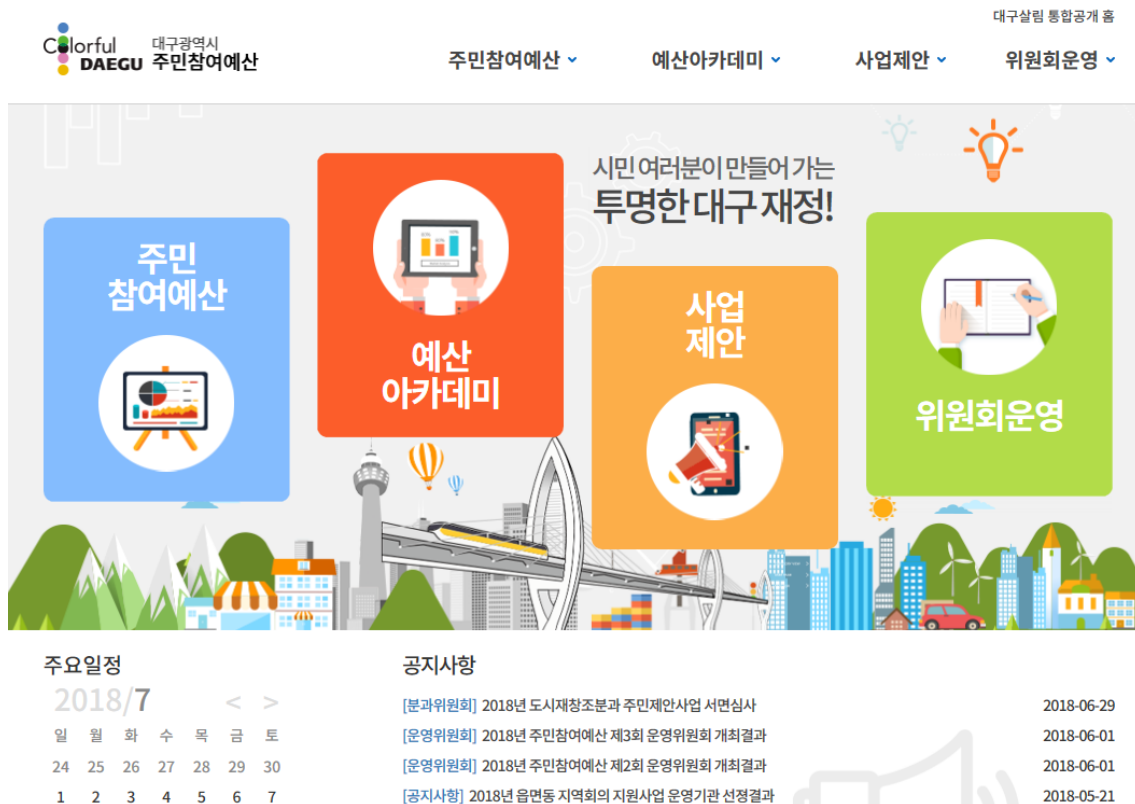 대구살림 통합공개 홈
Colorful DAEGU
대구광역시
주민참여예산
주민참여예산
예산아카데미
사업제안
위원회운영
시민 여러분이 만들어 가는
투명한 대구 재정!
주민
참여예산
예산
아카데미
사업
제안
위원회운영
주요일정
2018/7 < >
일 월 화 수 목 금 토
24 25 26 27 28 29 30
1 2 3 4 5 6 7
공지사항
[분과위원회] 2018년 도시재창조분과 주민제안사업 서면심사 2018-06-29
[운영위원회] 2018년 주민참여예산 제3회 운영위원회 개최결과 2018-06-01
[운영위원회] 2018년 주민참여예산 제2회 운영위원회 개최결과 2018-06-01
[공지사항] 2018년 읍면동 지역회의 지원사업 운영기관 선졍결과 2018-05-21